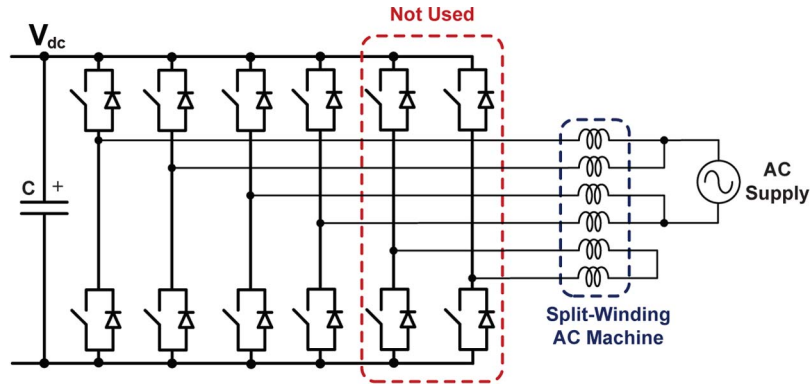 Not Used
Vdc
C +
AC
Supply
Split-Winding
AC Machine